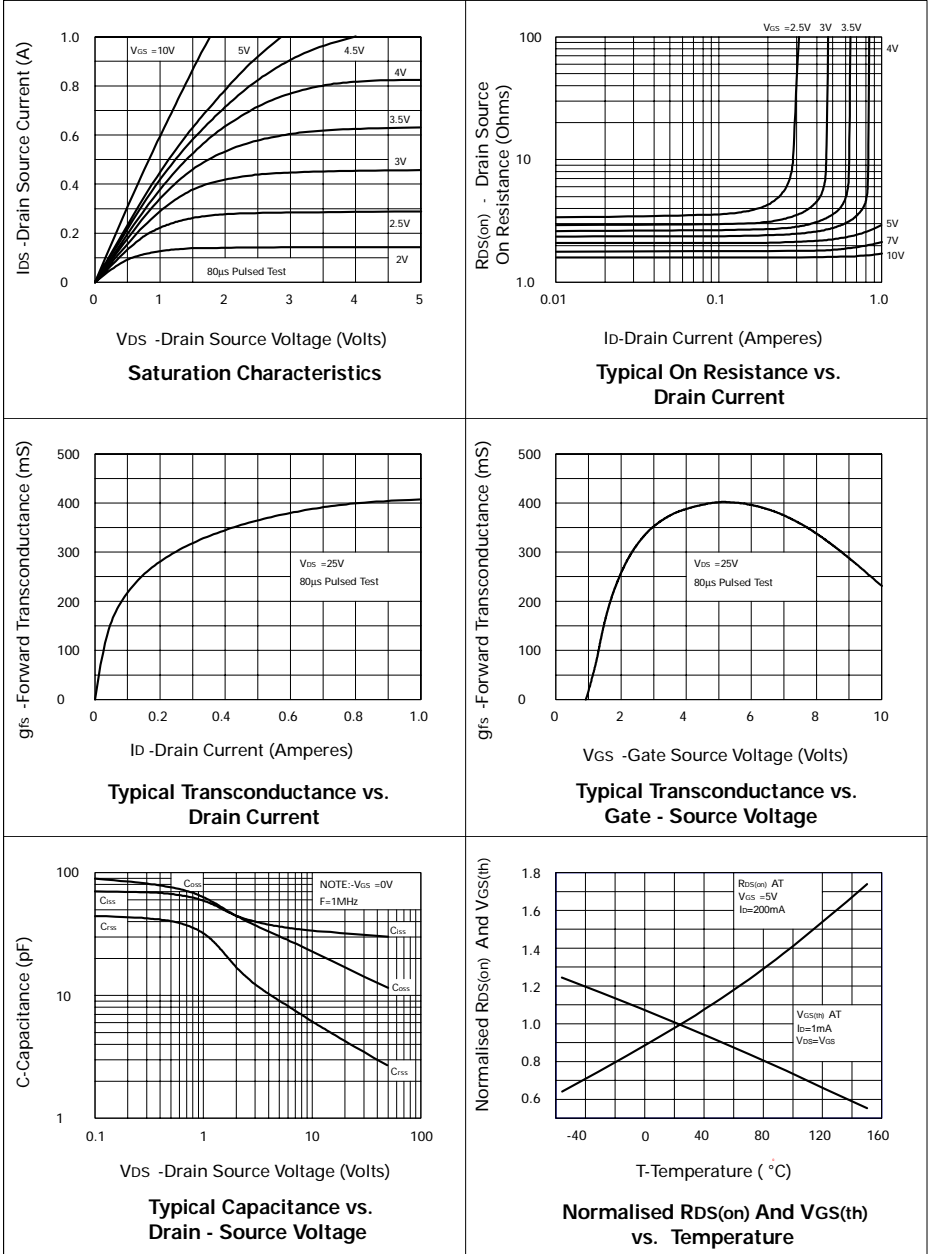 IDS -Drain Source Current (A)
1.0
0.8
0.6
0.4
0.2
0
VGS =10V
5V
4.5V
4V
3.5V
3V
2.5V
2V
80µs Pulsed Test
0 1 2 3 4 5
VDS -Drain Source Voltage (Volts)
Saturation Characteristics
RDS(on) - Drain Source
On Resistance (Ohms)
100
10
1.0
VGS =2.5V 3V 3.5V
4V
5V
7V
10V
0.01 0.1 1.0
ID-Drain Current (Amperes)
Typical On Resistance vs.
Drain Current
gfs -Forward Transconductance (mS)
500
400
300
200
100
0
VDS =25V
80µs Pulsed Test
0 0.2 0.4 0.6 0.8 1.0
ID -Drain Current (Amperes)
Typical Transconductance vs.
Drain Current
gfs -Forward Transconductance (mS)
500
400
300
200
100
0
VDS =25V
80µs Pulsed Test
0 2 4 6 8 10
VGS -Gate Source Voltage (Volts)
Typical Transconductance vs.
Gate - Source Voltage
C-Capacitance (pF)
100
10
1
Coss
Ciss
Crss
NOTE:-VGS =0V
F=1MHz
Ciss
Coss
Crss
0.1 1 10 100
VDS -Drain Source Voltage (Volts)
Typical Capacitance vs.
Drain - Source Voltage
Normalised RDS(on) And VGS(th)
1.8
1.6
1.4
1.2
1.0
0.8
0.6
RDS(on) AT
VGS =5V
ID=200mA
VGS(th) AT
ID=1mA
VDS=VGS
-40 0 40 80 120 160
T-Temperature ( °C)
Normalised RDS(on) And VGS(th)
vs. Temperature